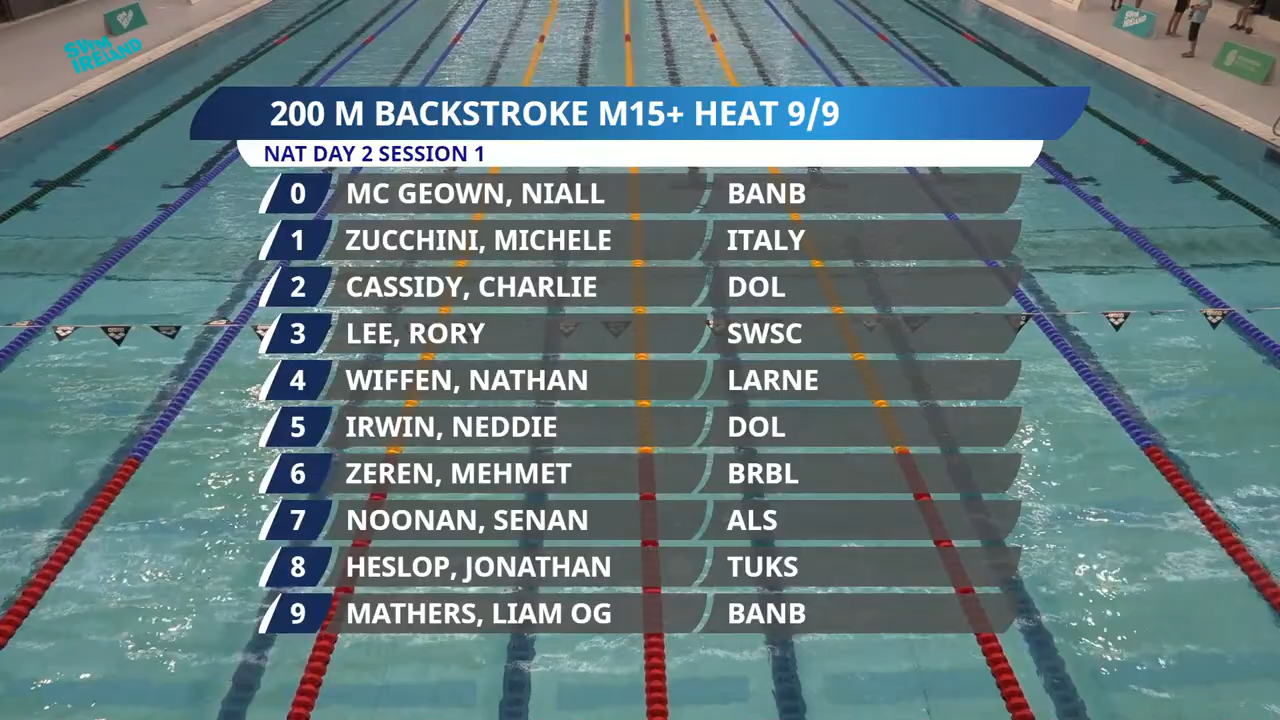 SWIM
IRELAND
200 M BACKSTROKE M15+ HEAT 9/9
NAT DAY 2 SESSION 1
0 MC GEOWN, NIALL BANB
1 ZUCCHINI, MICHELE ITALY
2 CASSIDY, CHARLIE DOL
3 LEE, RORY SWSC
4 WIFFEN, NATHAN LARNE
5 IRWIN, NEDDIE DOL
6 ZEREN, MEHMET BRBL
7 NOONAN, SENAN ALS
8 HESLOP, JONATHAN TUKS
9 MATHERS, LIAM OG BANB